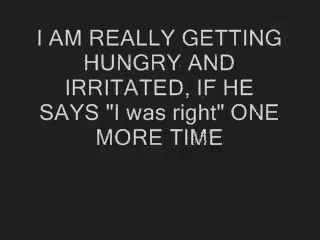 I AM REALLY GETTING
HUNGRY AND
IRRITATED, IF HE
SAYS "I was right" ONE
MORE TIME